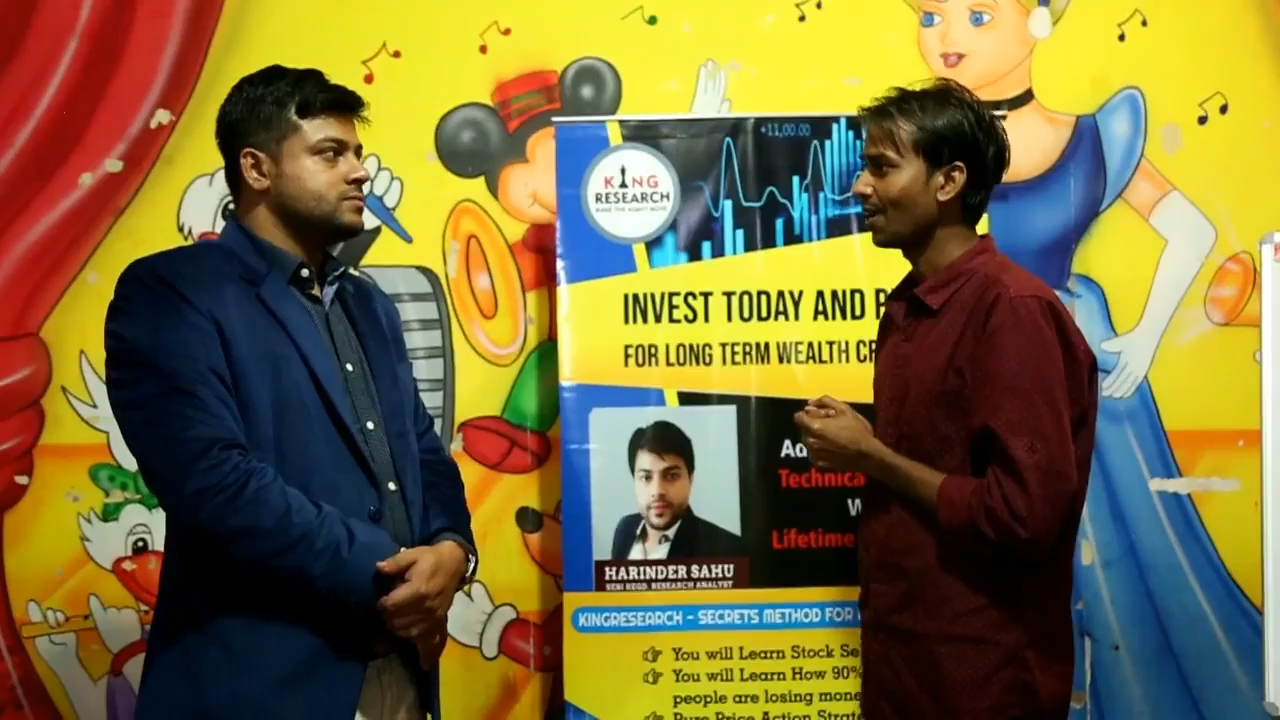 +11,00.00
KING
RESEARCH
MAKE THE RIGHT MOVE
INVEST TODAY AND
FOR LONG TERM WEALTH
Technica
Lifetime
HARINDER SAHU
SEBI REGD. RESEARCH ANALYST
KINGRESEARCH - SECRETS METHOD FOR
You will Learn Stock Se
You will Learn How 90%
people are losing mone
Pure Price Action Strate